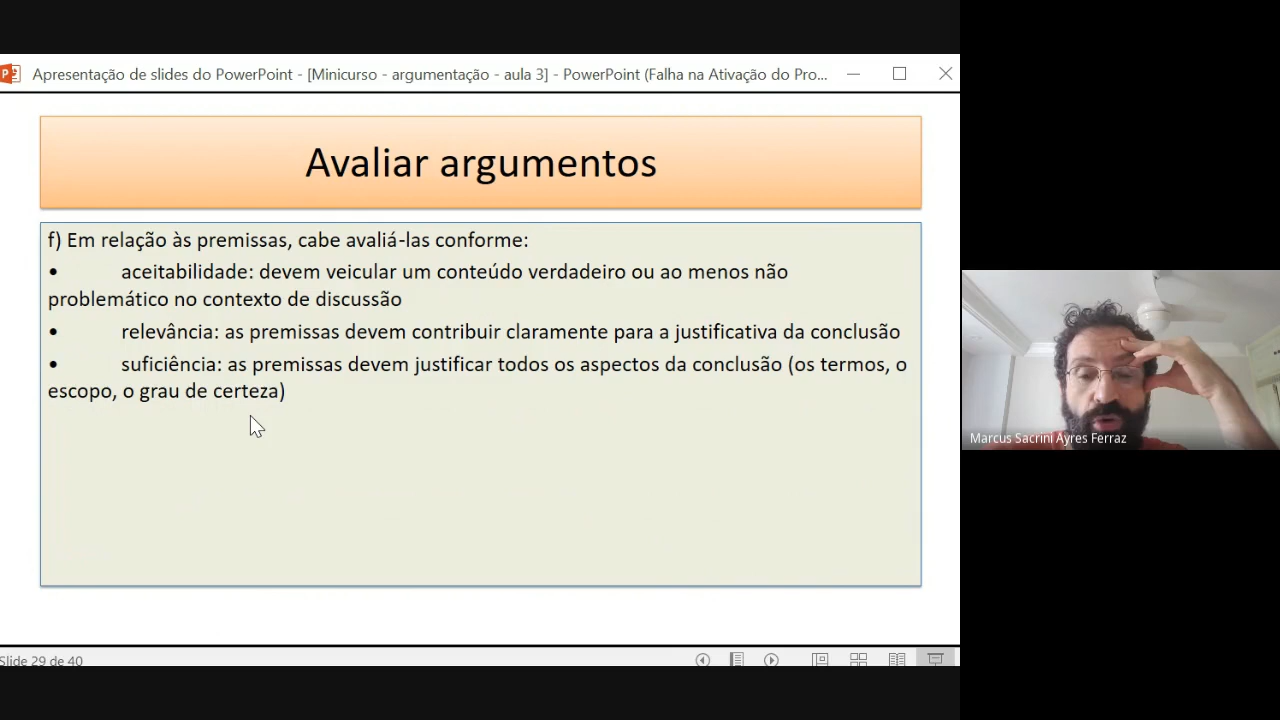 Apresentação de slides do PowerPoint - [Minicurso - argumentação - aula 3] - PowerPoint (Falha na Ativação do Pro...
Avaliar argumentos
f) Em relação às premissas, cabe avaliá-las conforme:
• aceitabilidade: devem veicular um conteúdo verdadeiro ou ao menos não
problemático no contexto de discussão
• relevância: as premissas devem contribuir claramente para a justificativa da conclusão
• suficiência: as premissas devem justificar todos os aspectos da conclusão (os termos, o
escopo, o grau de certeza)
Marcus Sacrini Ayres Ferraz
Slide 29 de 40